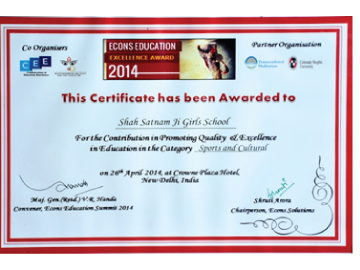 Co Organisers
ECONS EDUCATION
EXCELLENCE AWARD
2014
Partner Organisation
CEE
This Certificate has been Awarded to
Shah Satnam Ji Girls School
For the Contribution in Promoting Quality & Excellence
in Education in the Category Sports and Cultural
on 26th April 2014, at Crowne Plaza Hotel,
New Delhi, India
Maj. Gen.(Retd.) V.K. Handa
Convener, Econs Education Summit 2014
Shruti Arora
Chairperson, Econs Solutions